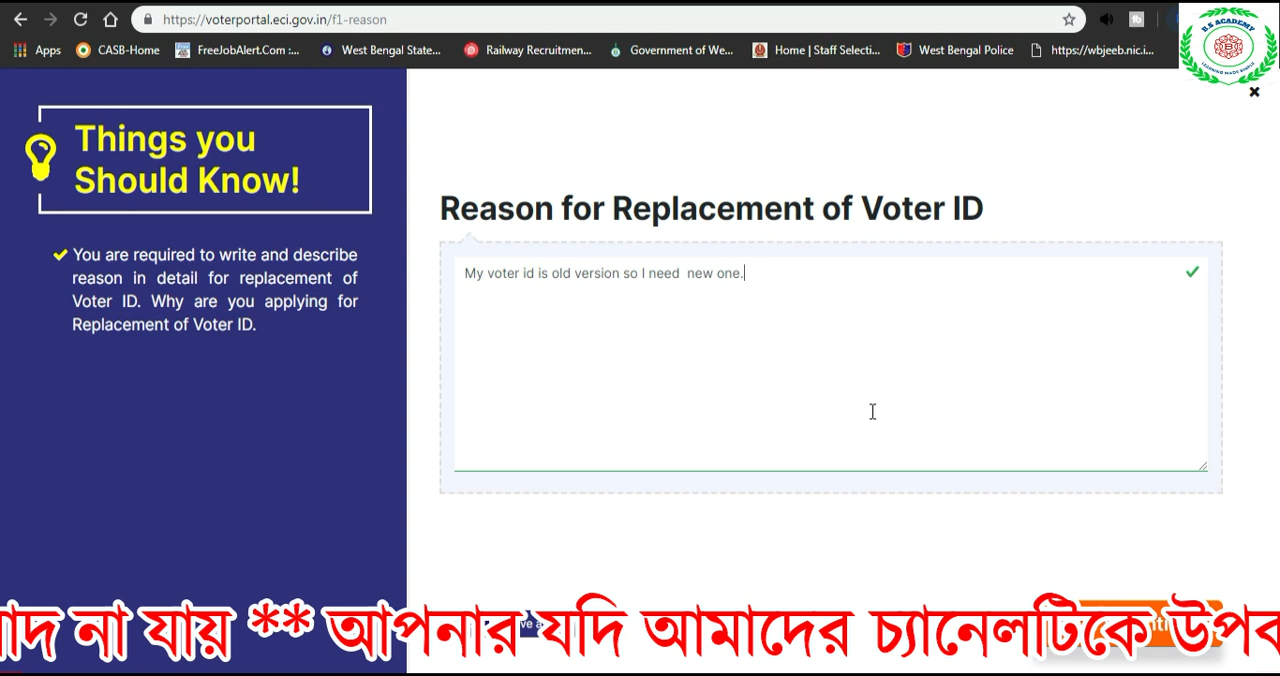 https://voterportal.eci.gov.in/f1-reason
Apps CASB-Home FreeJobAlert.Com :... West Bengal State... Railway Recruitmen... Government of We... Home | Staff Selecti... West Bengal Police https://wbjeeb.nic.i...
U.S ACADEMY
LEARNING MADE SIMPLE
Things you
Should Know!
You are required to write and describe
reason in detail for replacement of
Voter ID. Why are you applying for
Replacement of Voter ID.
Reason for Replacement of Voter ID
My voter id is old version so I need  new one.
না যায় ** আপনার যদি আমাদের চ্যানেলটিকে